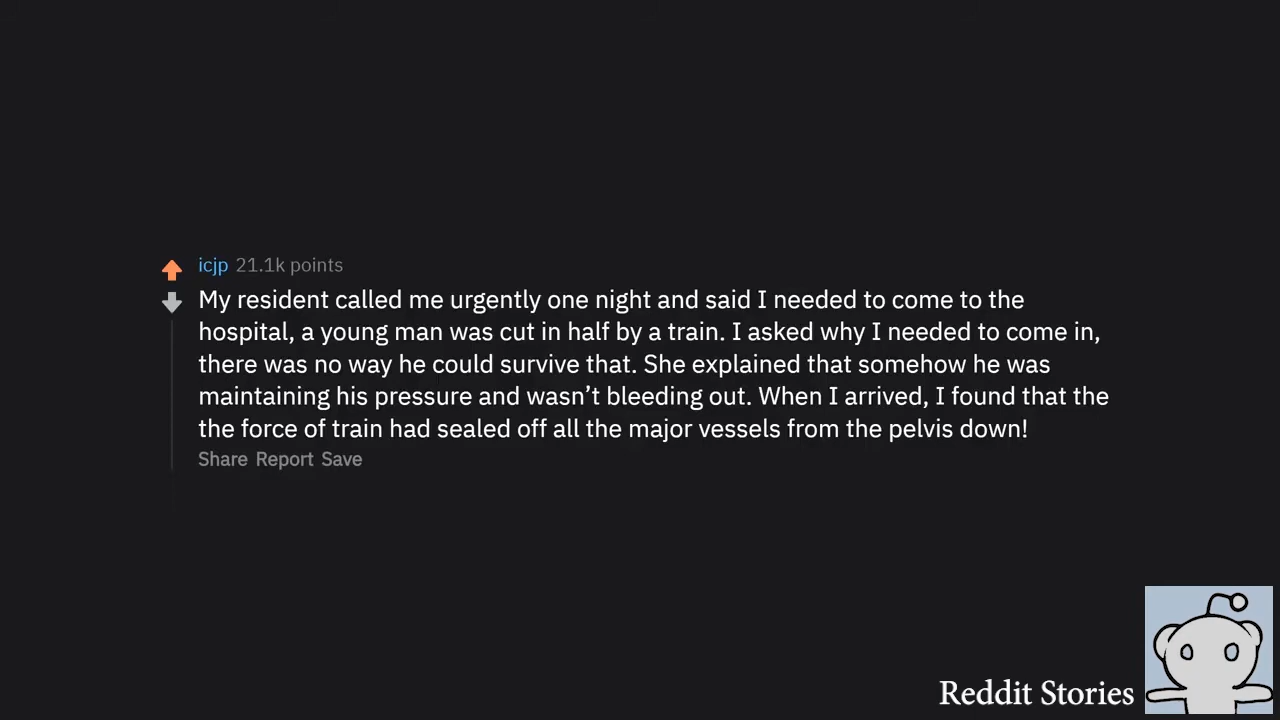 icjp 21.1k points
My resident called me urgently one night and said I needed to come to the
hospital, a young man was cut in half by a train. I asked why I needed to come in,
there was no way he could survive that. She explained that somehow he was
maintaining his pressure and wasn’t bleeding out. When I arrived, I found that the
the force of train had sealed off all the major vessels from the pelvis down!
Share Report Save
Reddit Stories